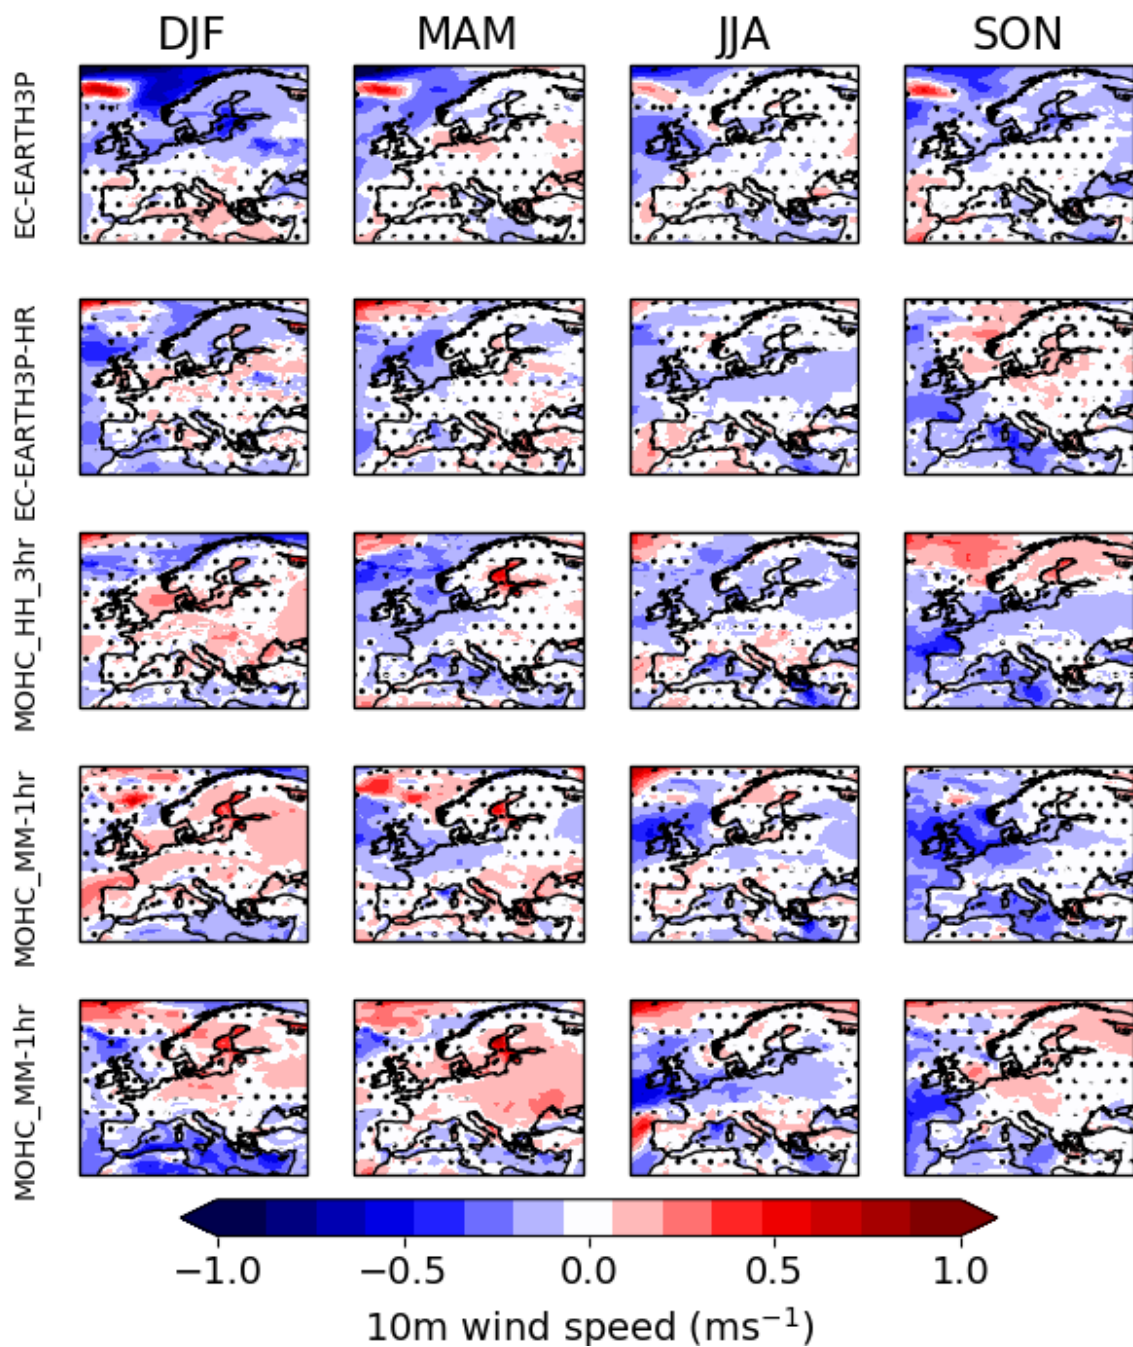 DJF MAM JJA SON
EC-EARTH3P
EC-EARTH3P-HR
MOHC_HH_3hr
MOHC_MM-1hr
MOHC_MM-1hr
−1.0 −0.5 0.0 0.5 1.0
10m wind speed (ms⁻¹)